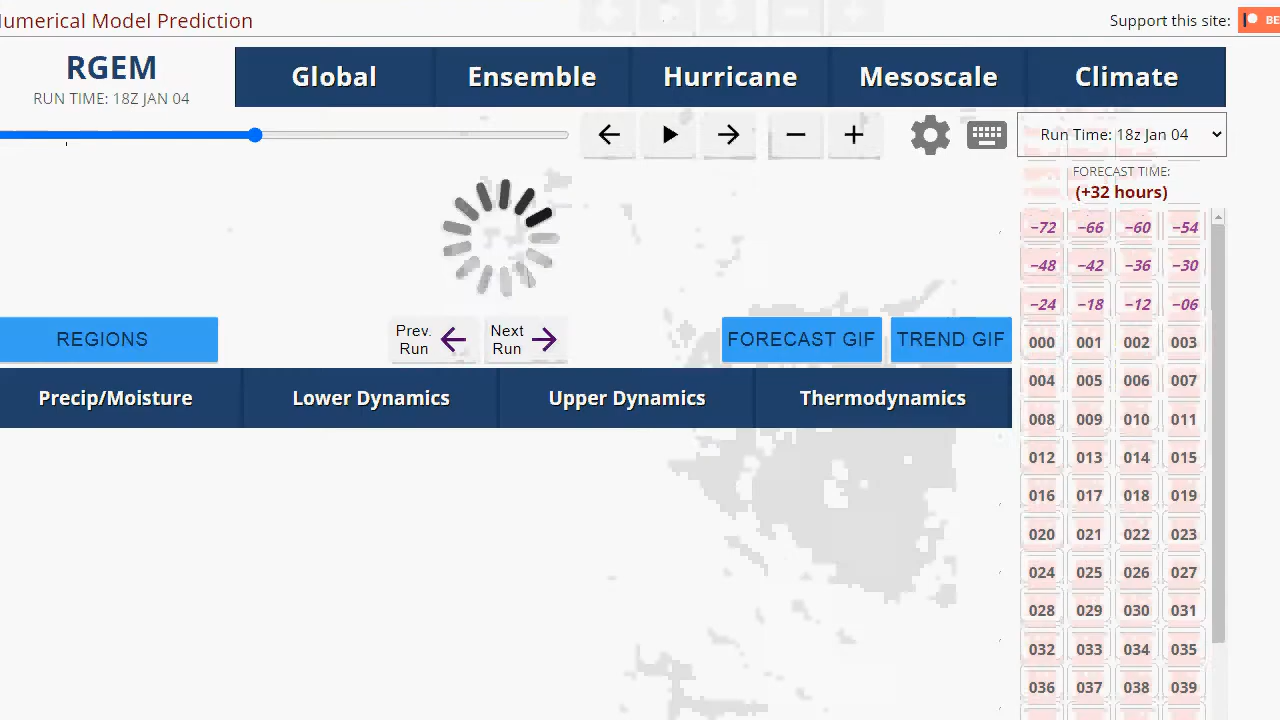 Numerical Model Prediction
Support this site:
BE
RGEM
RUN TIME: 18Z JAN 04
Global
Ensemble
Hurricane
Mesoscale
Climate
Run Time: 18z Jan 04
FORECAST TIME:
(+32 hours)
−72 −66 −60 −54
−48 −42 −36 −30
−24 −18 −12 −06
000 001 002 003
004 005 006 007
008 009 010 011
012 013 014 015
016 017 018 019
020 021 022 023
024 025 026 027
028 029 030 031
032 033 034 035
036 037 038 039
REGIONS
Prev.
Run
Next
Run
FORECAST GIF
TREND GIF
Precip/Moisture
Lower Dynamics
Upper Dynamics
Thermodynamics